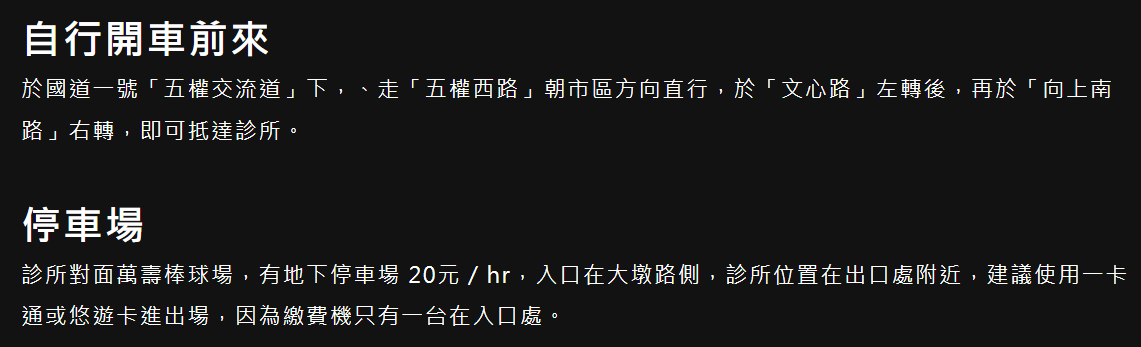 自行開車前來
於國道一號「五權交流道」下，、走「五權西路」朝市區方向直行，於「文心路」左轉後，再於「向上南
路」右轉，即可抵達診所。
停車場
診所對面萬壽棒球場，有地下停車場 20元 / hr，入口在大墩路側，診所位置在出口處附近，建議使用一卡
通或悠遊卡進出場，因為繳費機只有一台在入口處。